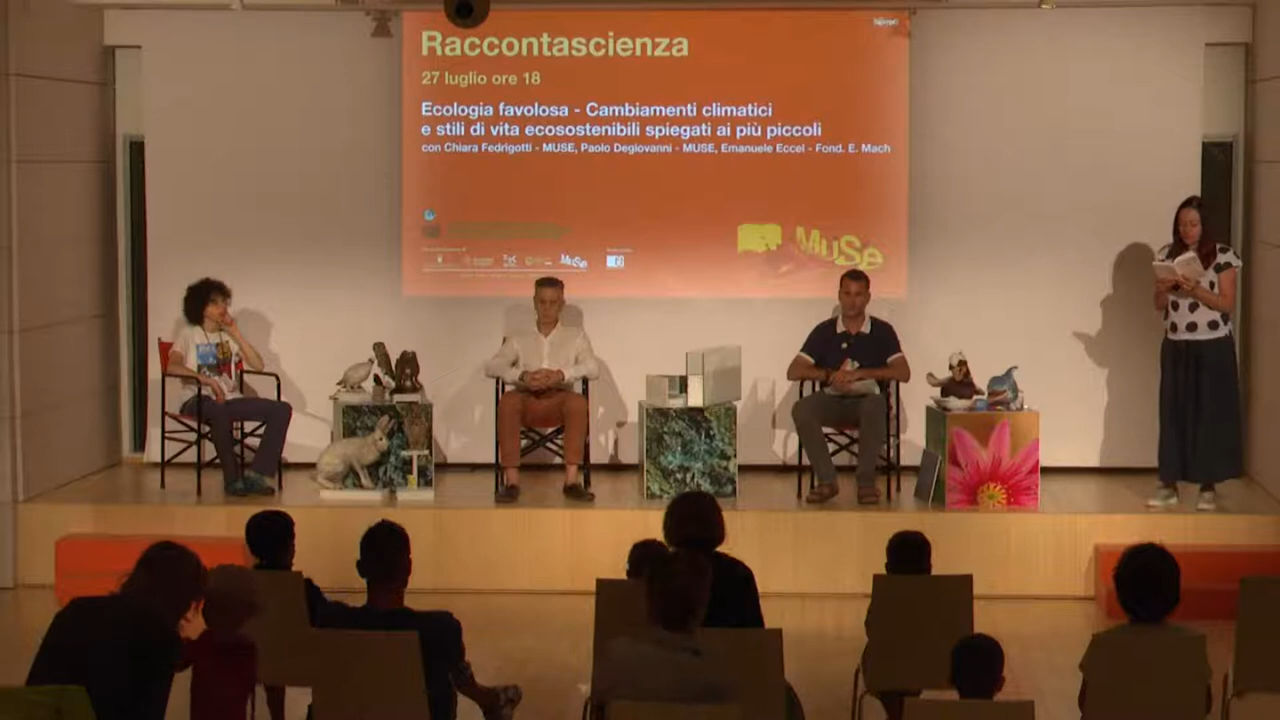 Raccontascienza
27 luglio ore 18
Ecologia favolosa - Cambiamenti climatici
e stili di vita ecosostenibili spiegati ai più piccoli
con Chiara Fedrigotti - MUSE, Paolo Degiovanni - MUSE, Emanuele Eccel - Fond. E. Mach
MuSe
MuSe